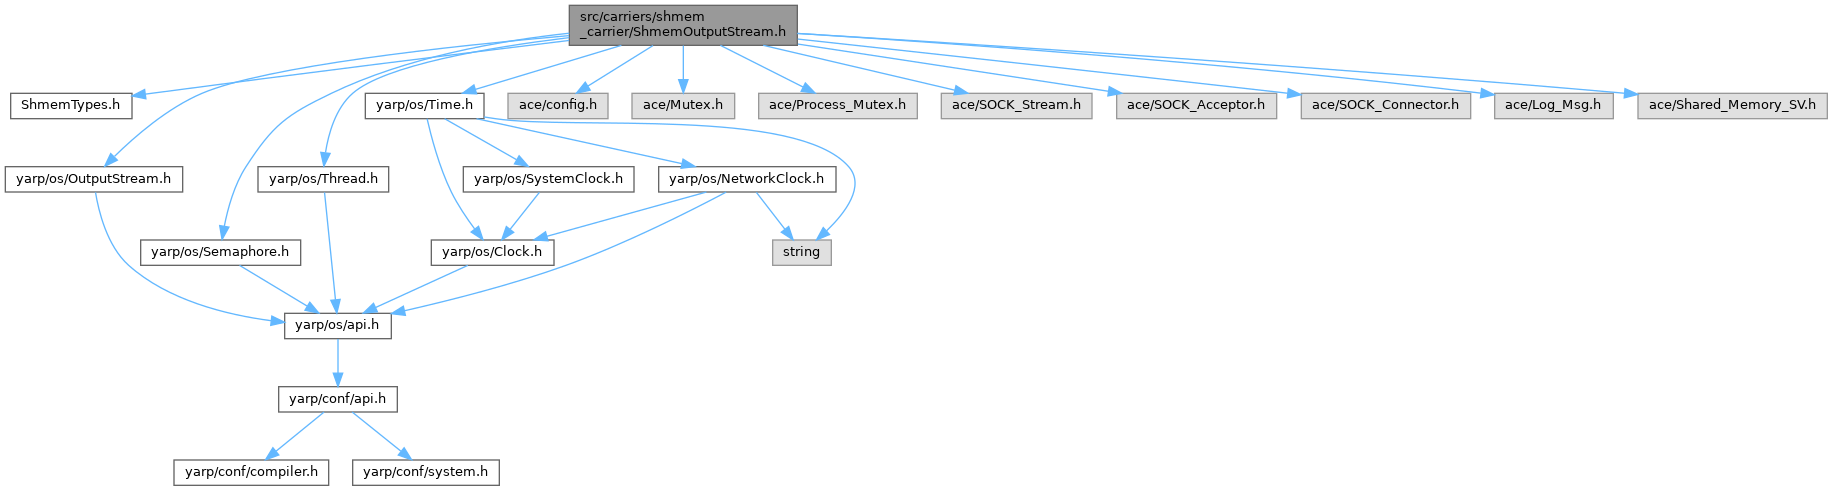 src/carriers/shmem
_carrier/ShmemOutputStream.h
ShmemTypes.h
yarp/os/Time.h
ace/config.h
ace/Mutex.h
ace/Process_Mutex.h
ace/SOCK_Stream.h
ace/SOCK_Acceptor.h
ace/SOCK_Connector.h
ace/Log_Msg.h
ace/Shared_Memory_SV.h
yarp/os/OutputStream.h
yarp/os/Thread.h
yarp/os/SystemClock.h
yarp/os/NetworkClock.h
yarp/os/Semaphore.h
yarp/os/Clock.h
string
yarp/os/api.h
yarp/conf/api.h
yarp/conf/compiler.h
yarp/conf/system.h